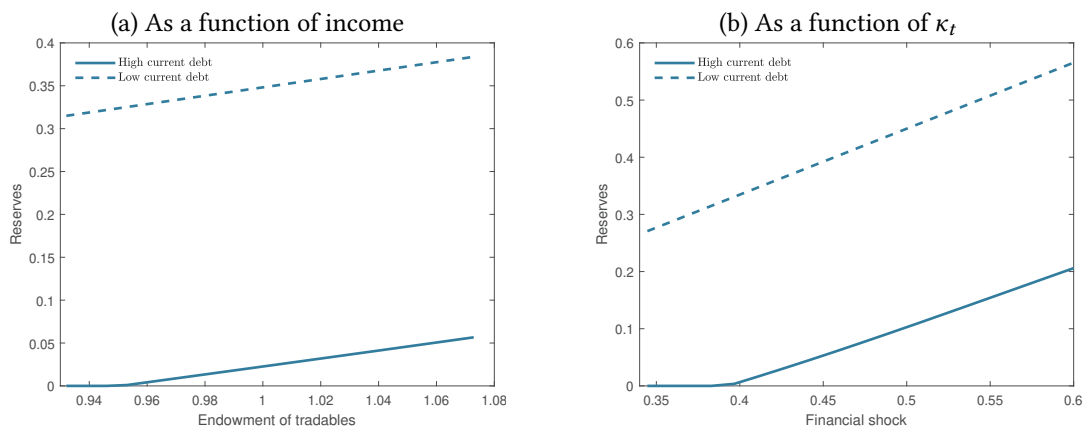 (a) As a function of income
0.4
0.35
0.3
0.25
0.2
0.15
0.1
0.05
0
Reserves
High current debt
Low current debt
0.94 0.96 0.98 1 1.02 1.04 1.06 1.08
Endowment of tradables
(b) As a function of κₜ
0.6
0.5
0.4
0.3
0.2
0.1
0
Reserves
High current debt
Low current debt
0.35 0.4 0.45 0.5 0.55 0.6
Financial shock